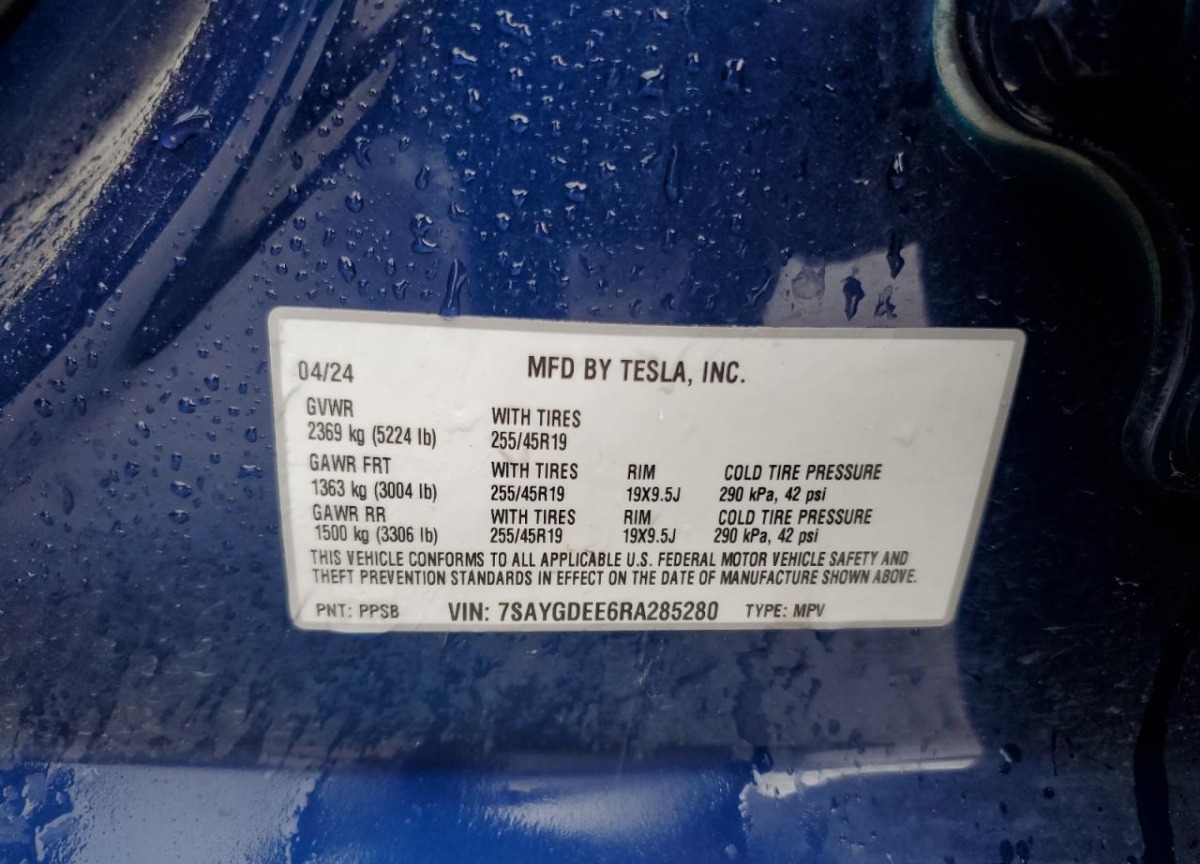 04/24 MFD BY TESLA, INC.
GVWR WITH TIRES
2369 kg (5224 lb) 255/45R19
GAWR FRT WITH TIRES RIM COLD TIRE PRESSURE
1363 kg (3004 lb) 255/45R19 19X9.5J 290 kPa, 42 psi
GAWR RR WITH TIRES RIM COLD TIRE PRESSURE
1500 kg (3306 lb) 255/45R19 19X9.5J 290 kPa, 42 psi
THIS VEHICLE CONFORMS TO ALL APPLICABLE U.S. FEDERAL MOTOR VEHICLE SAFETY AND
THEFT PREVENTION STANDARDS IN EFFECT ON THE DATE OF MANUFACTURE SHOWN ABOVE.
PNT: PPSB VIN: 7SAYGDEE6RA285280 TYPE: MPV